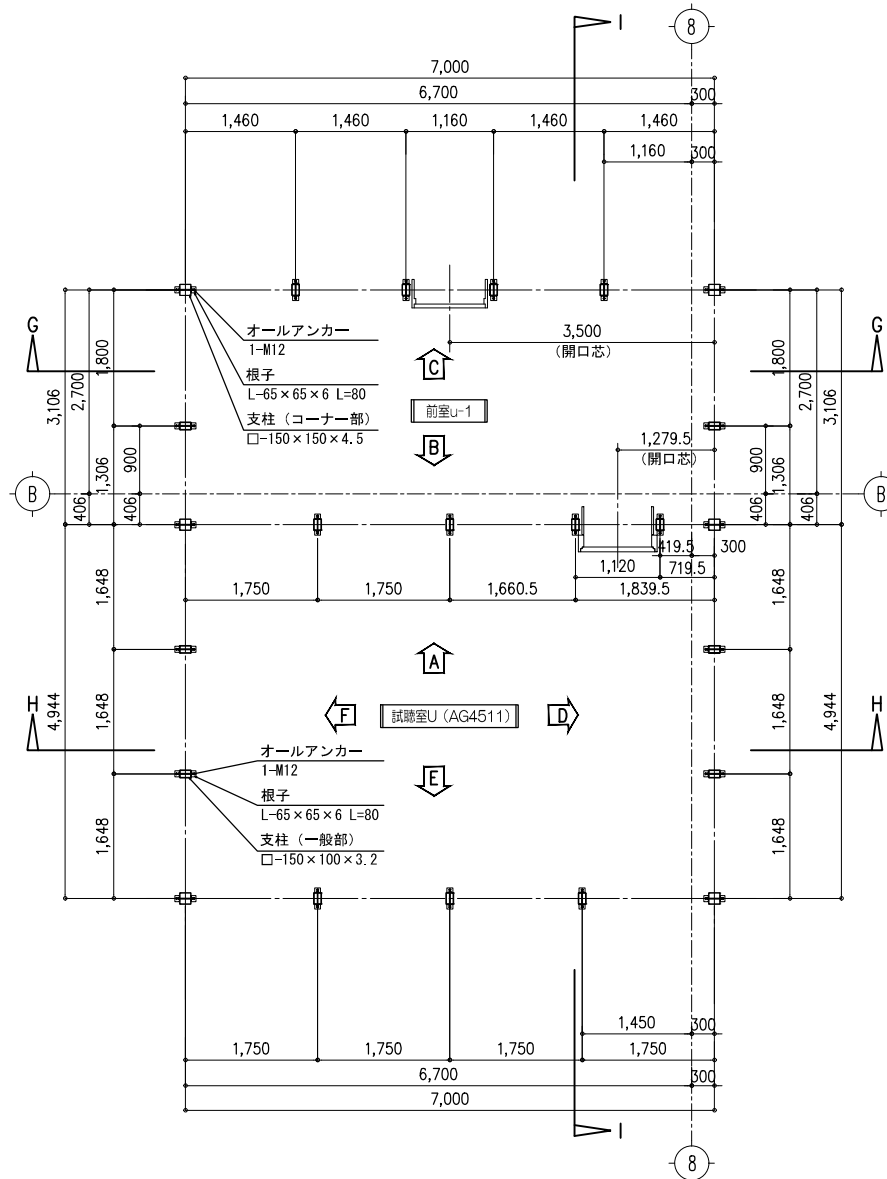 I
8
7,000
6,700
300
1,460
1,460
1,160
1,460
1,460
1,160
300
オールアンカー
1-M12
根子
L-65×65×6 L=80
支柱（コーナー部）
□-150×150×4.5
3,500
(開口芯)
C
前室u-1
B
1,279.5
(開口芯)
G
G
1,800
2,700
3,106
900
1,306
406
406
1,800
2,700
3,106
900
1,306
406
406
B
B
419.5
300
1,120
719.5
1,750
1,750
1,660.5
1,839.5
1,648
1,648
1,648
4,944
1,648
1,648
1,648
4,944
A
F
試聴室U（AG4511）
D
E
H
H
オールアンカー
1-M12
根子
L-65×65×6 L=80
支柱（一般部）
□-150×100×3.2
1,450
300
1,750
1,750
1,750
1,750
6,700
300
7,000
I
8